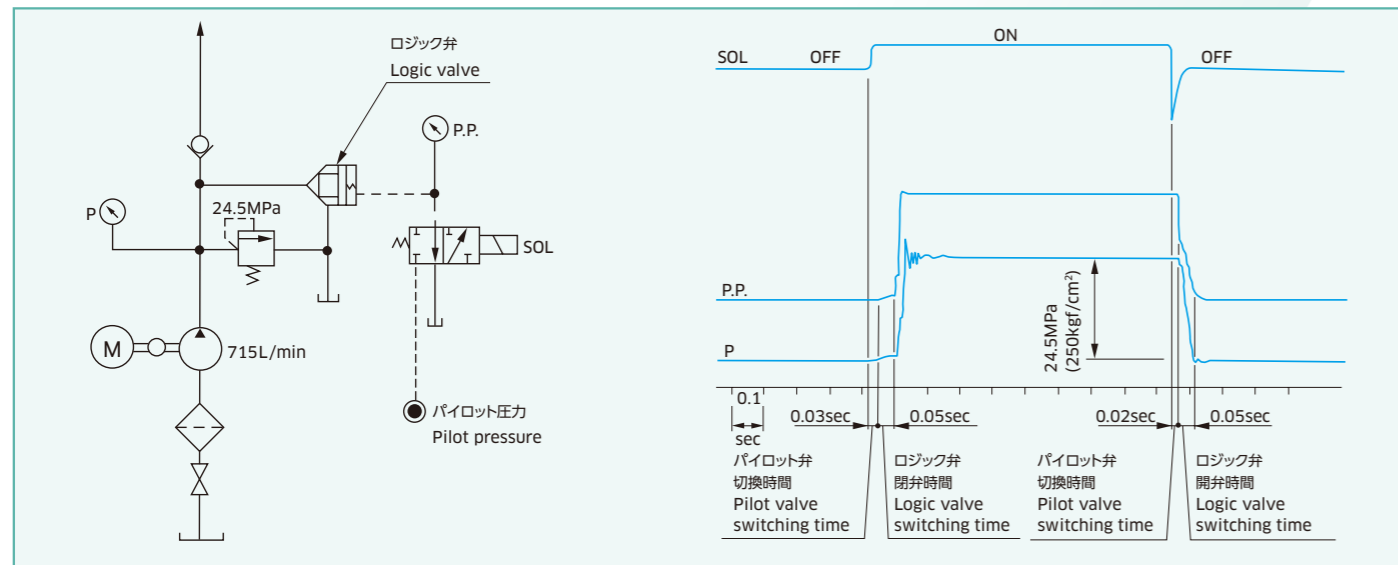 ロジック弁
Logic valve
P.P.
P
24.5MPa
SOL
M
715L/min
パイロット圧力
Pilot pressure
SOL
OFF
ON
OFF
P.P.
P
24.5MPa
(250kgf/cm²)
0.1
sec
0.03sec
0.05sec
0.02sec
0.05sec
パイロット弁
切換時間
Pilot valve
switching time
ロジック弁
閉弁時間
Logic valve
switching time
パイロット弁
切換時間
Pilot valve
switching time
ロジック弁
開弁時間
Logic valve
switching time